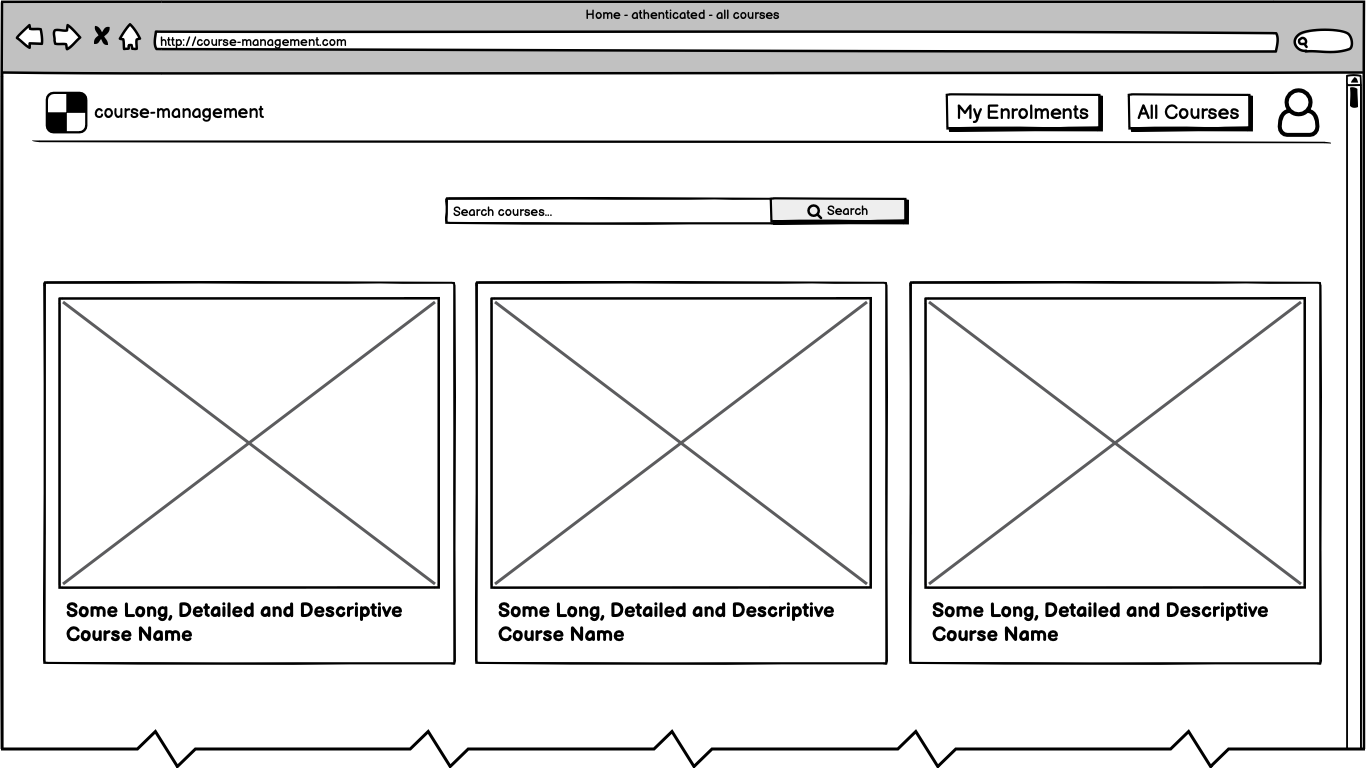 Home - athenticated - all courses
http://course-management.com
course-management
My Enrolments
All Courses
Search courses...
Search
Some Long, Detailed and Descriptive
Course Name
Some Long, Detailed and Descriptive
Course Name
Some Long, Detailed and Descriptive
Course Name